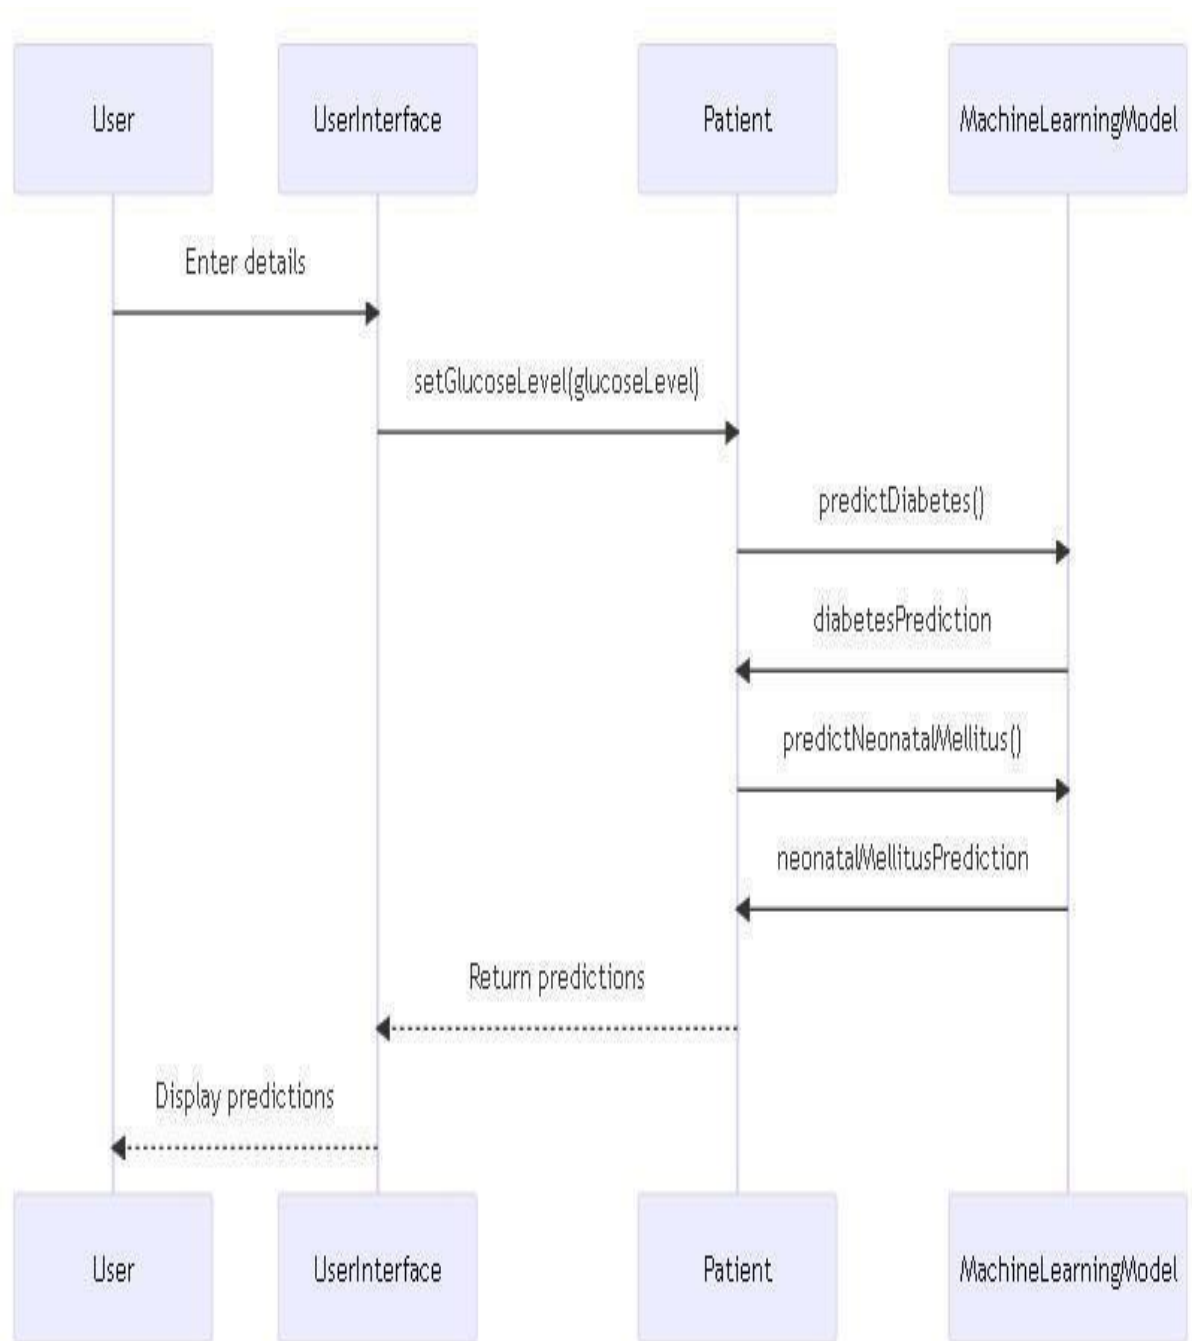 User
UserInterface
Patient
MachineLearningModel
Enter details
setGlucoseLevel(glucoseLevel)
predictDiabetes()
diabetesPrediction
predictNeonatalMellitus()
neonatalMellitusPrediction
Return predictions
Display predictions
User
UserInterface
Patient
MachineLearningModel